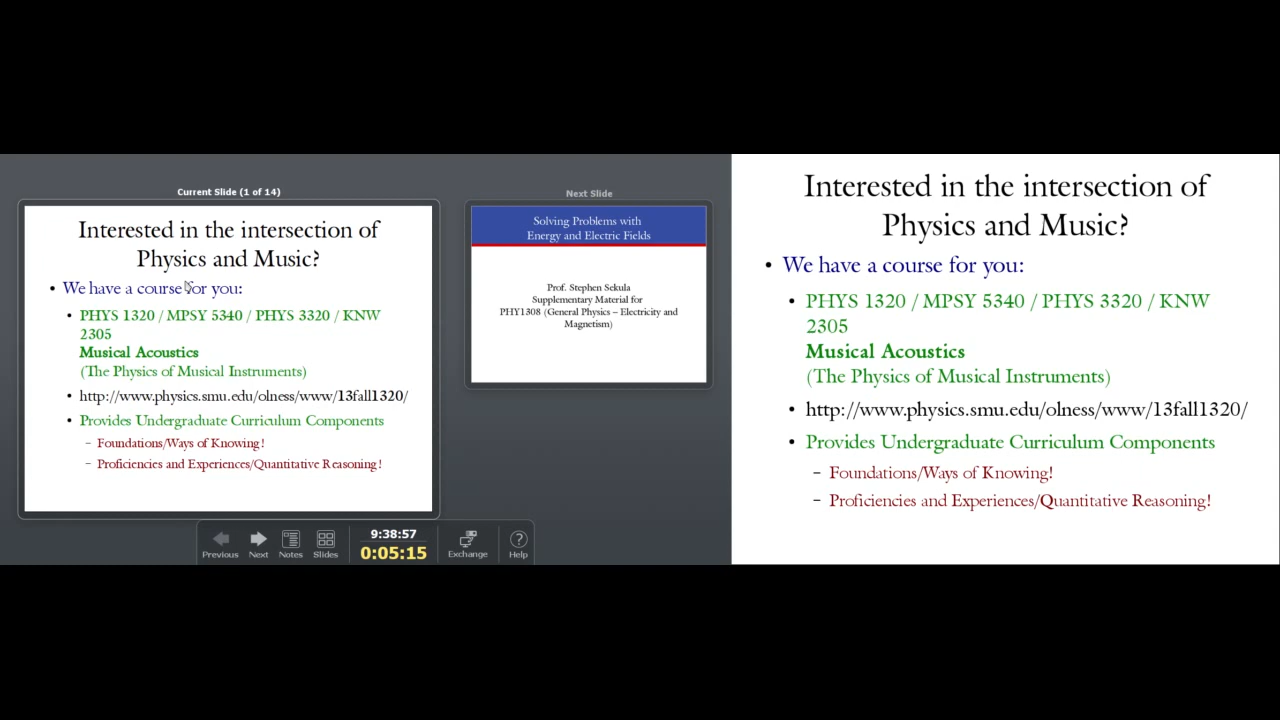 Current Slide (1 of 14)
Interested in the intersection of
Physics and Music?
• We have a course for you:
• PHYS 1320 / MPSY 5340 / PHYS 3320 / KNW
2305
Musical Acoustics
(The Physics of Musical Instruments)
• http://www.physics.smu.edu/olness/www/13fall1320/
• Provides Undergraduate Curriculum Components
– Foundations/Ways of Knowing!
– Proficiencies and Experiences/Quantitative Reasoning!
Next Slide
Solving Problems with
Energy and Electric Fields
Prof. Stephen Sekula
Supplementary Material for
PHY1308 (General Physics – Electricity and
Magnetism)
Previous
Next
Notes
Slides
9:38:57
0:05:15
Exchange
Help
Interested in the intersection of
Physics and Music?
• We have a course for you:
• PHYS 1320 / MPSY 5340 / PHYS 3320 / KNW
2305
Musical Acoustics
(The Physics of Musical Instruments)
• http://www.physics.smu.edu/olness/www/13fall1320/
• Provides Undergraduate Curriculum Components
– Foundations/Ways of Knowing!
– Proficiencies and Experiences/Quantitative Reasoning!